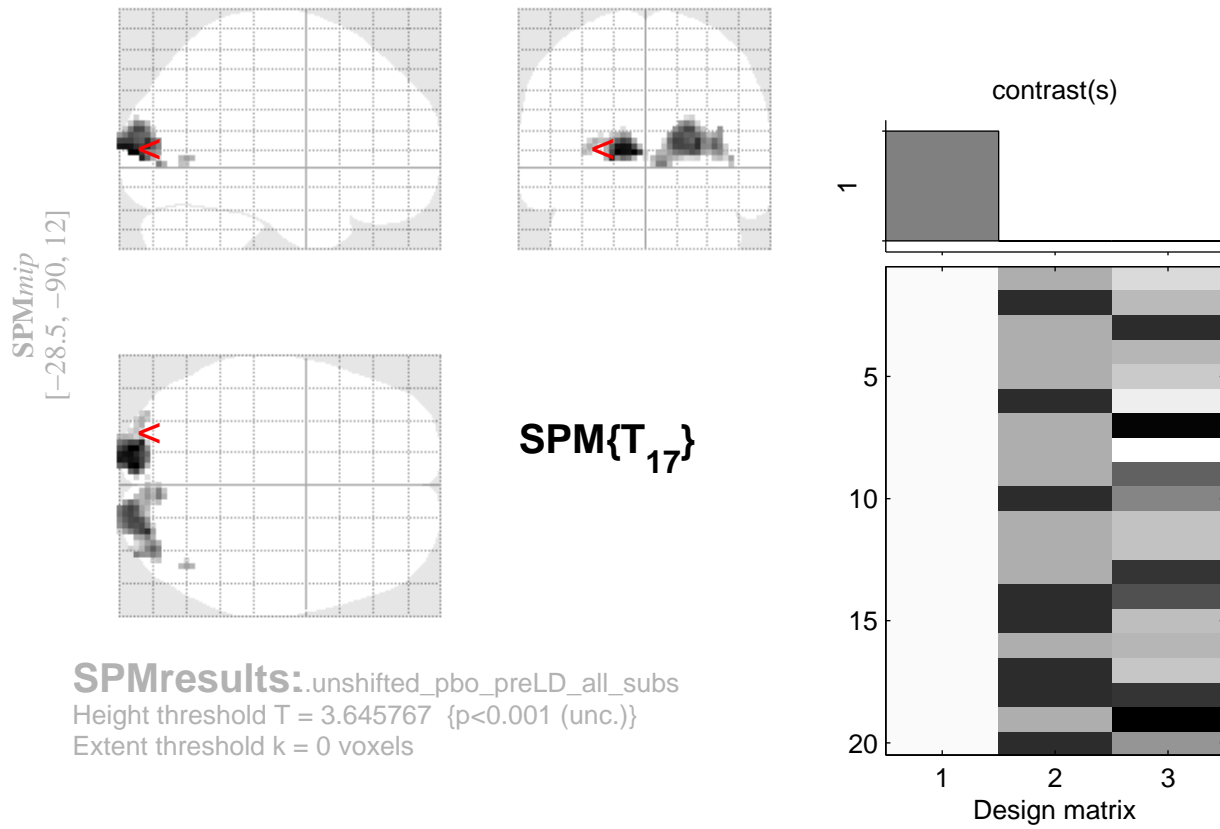 SPMmip
[−28.5, −90, 12]
<
<
<
SPM{T17}
SPMresults:..unshifted_pbo_preLD_all_subs
Height threshold T = 3.645767 {p<0.001 (unc.)}
Extent threshold k = 0 voxels
contrast(s)
1
5
10
15
20
1 2 3
Design matrix